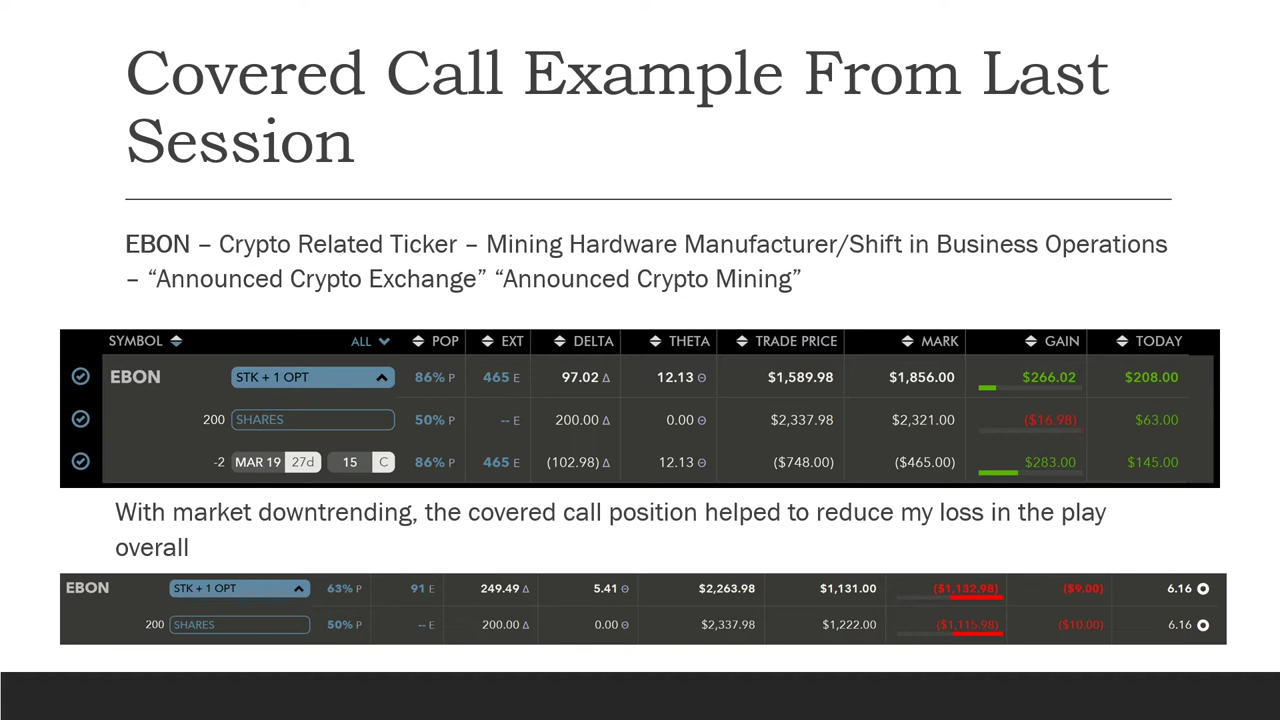 Covered Call Example From Last
Session
EBON – Crypto Related Ticker – Mining Hardware Manufacturer/Shift in Business Operations
– “Announced Crypto Exchange” “Announced Crypto Mining”
SYMBOL ALL POP EXT DELTA THETA TRADE PRICE MARK GAIN TODAY
EBON STK + 1 OPT 86% P 465 E 97.02 Δ 12.13 Θ $1,589.98 $1,856.00 $266.02 $208.00
200 SHARES 50% P -- E 200.00 Δ 0.00 Θ $2,337.98 $2,321.00 ($16.98) $63.00
-2 MAR 19 27d 15 C 86% P 465 E (102.98) Δ 12.13 Θ ($748.00) ($465.00) $283.00 $145.00
With market downtrending, the covered call position helped to reduce my loss in the play
overall
EBON STK + 1 OPT 63% P 91 E 249.49 Δ 5.41 Θ $2,263.98 $1,131.00 ($1,132.98) ($9.00) 6.16
200 SHARES 50% P -- E 200.00 Δ 0.00 Θ $2,337.98 $1,222.00 ($1,115.98) ($10.00) 6.16